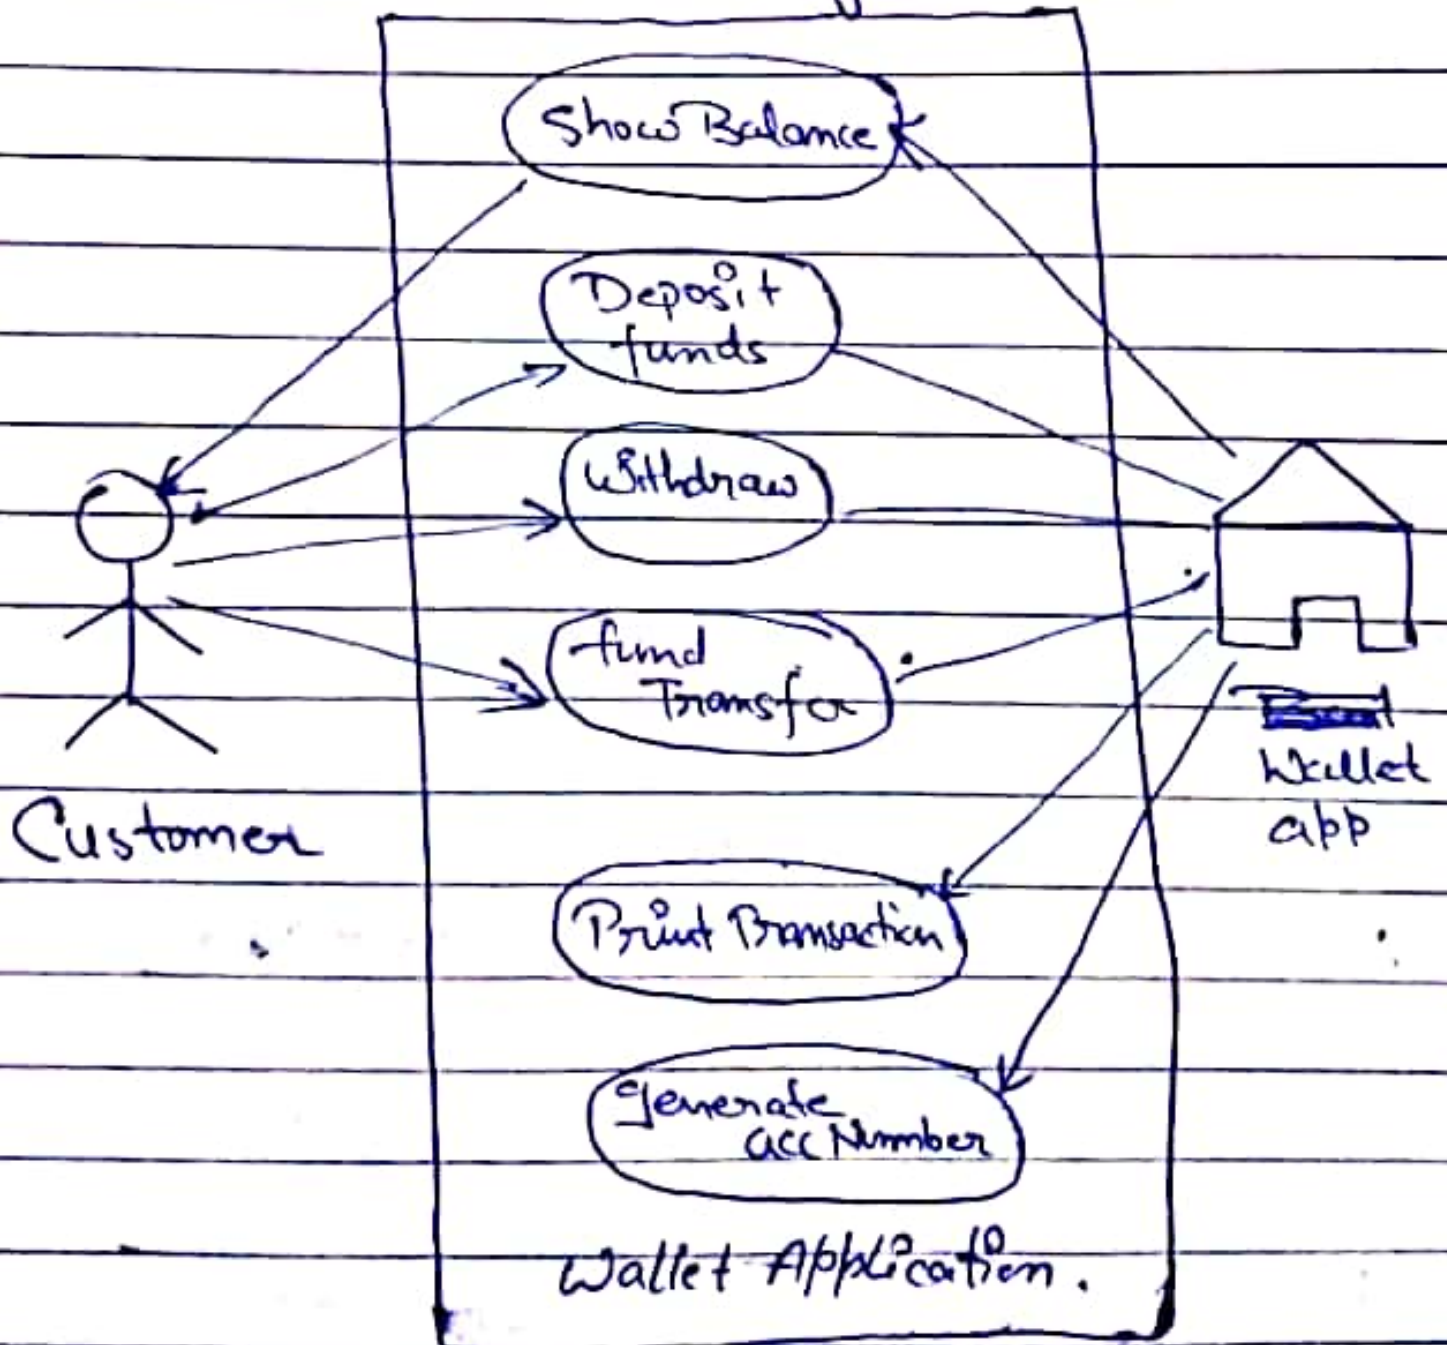 Show Balance
Deposit
funds
Withdraw
fund
Transfer
Customer
Wallet
app
Print Transaction
generate
acc Number
Wallet Application.